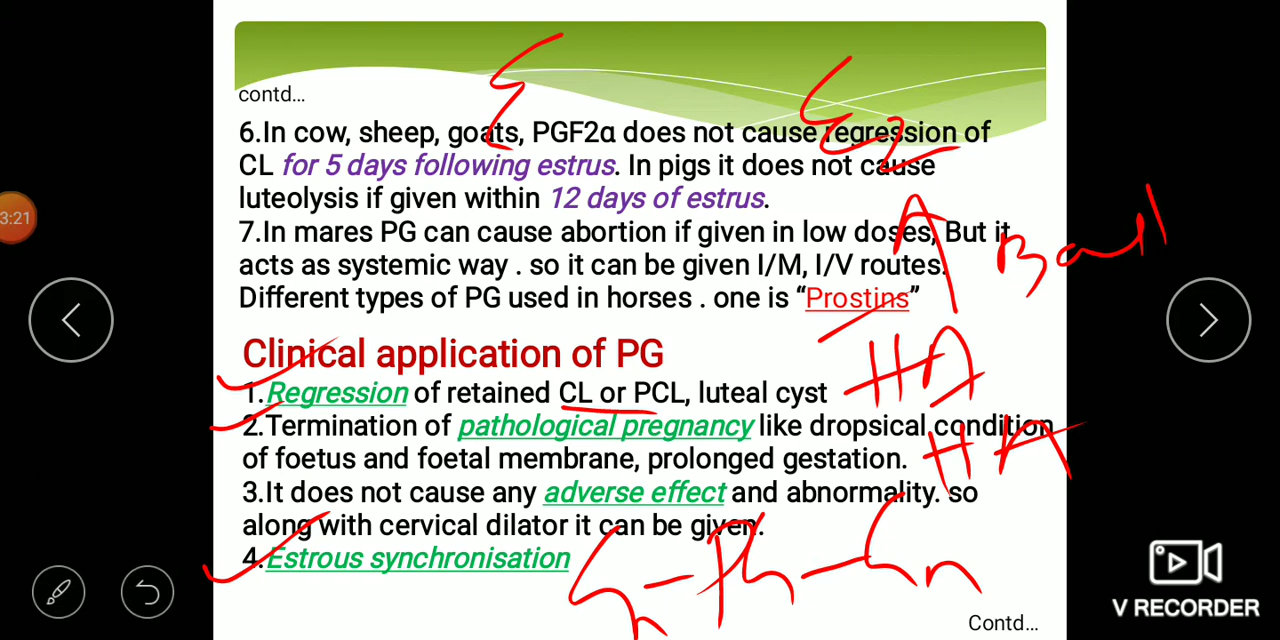 contd...
6.In cow, sheep, goats, PGF2α does not cause regression of
CL for 5 days following estrus. In pigs it does not cause
luteolysis if given within 12 days of estrus.
7.In mares PG can cause abortion if given in low doses, But it
acts as systemic way . so it can be given I/M, I/V routes.
Different types of PG used in horses . one is “Prostins”
Clinical application of PG
1.Regression of retained CL or PCL, luteal cyst
2.Termination of pathological pregnancy like dropsical condition
of foetus and foetal membrane, prolonged gestation.
3.It does not cause any adverse effect and abnormality. so
along with cervical dilator it can be given.
4.Estrous synchronisation
Contd...
3:21
V RECORDER